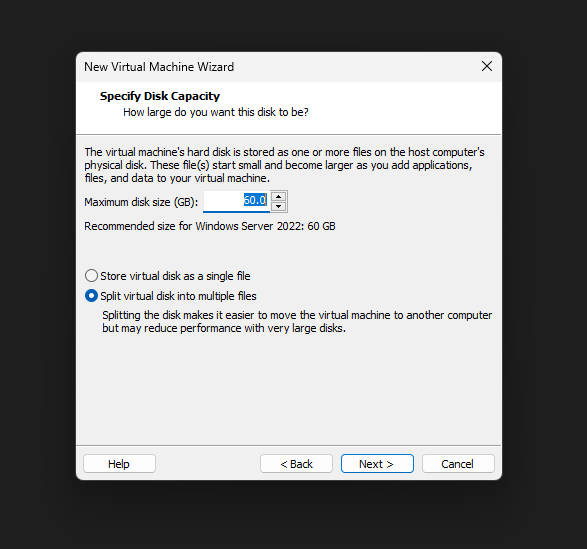 New Virtual Machine Wizard
Specify Disk Capacity
How large do you want this disk to be?
The virtual machine's hard disk is stored as one or more files on the host computer's
physical disk. These file(s) start small and become larger as you add applications,
files, and data to your virtual machine.
Maximum disk size (GB): 60.0
Recommended size for Windows Server 2022: 60 GB
Store virtual disk as a single file
Split virtual disk into multiple files
Splitting the disk makes it easier to move the virtual machine to another computer
but may reduce performance with very large disks.
Help < Back Next > Cancel